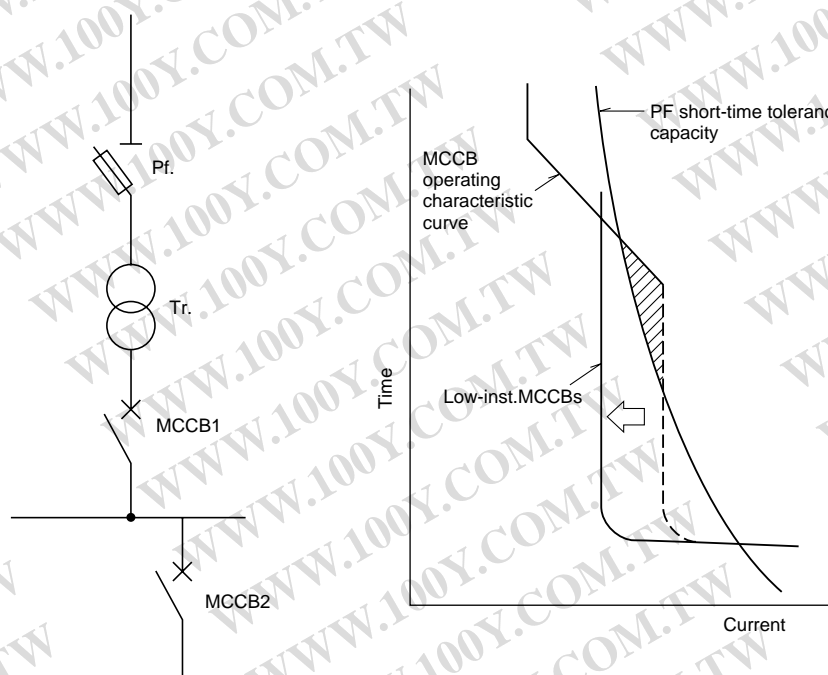 Pf.
Tr.
MCCB1
MCCB2
PF short-time toleranc
capacity
MCCB
operating
characteristic
curve
Low-inst.MCCBs
Time
Current
WWW.100Y.COM.TW